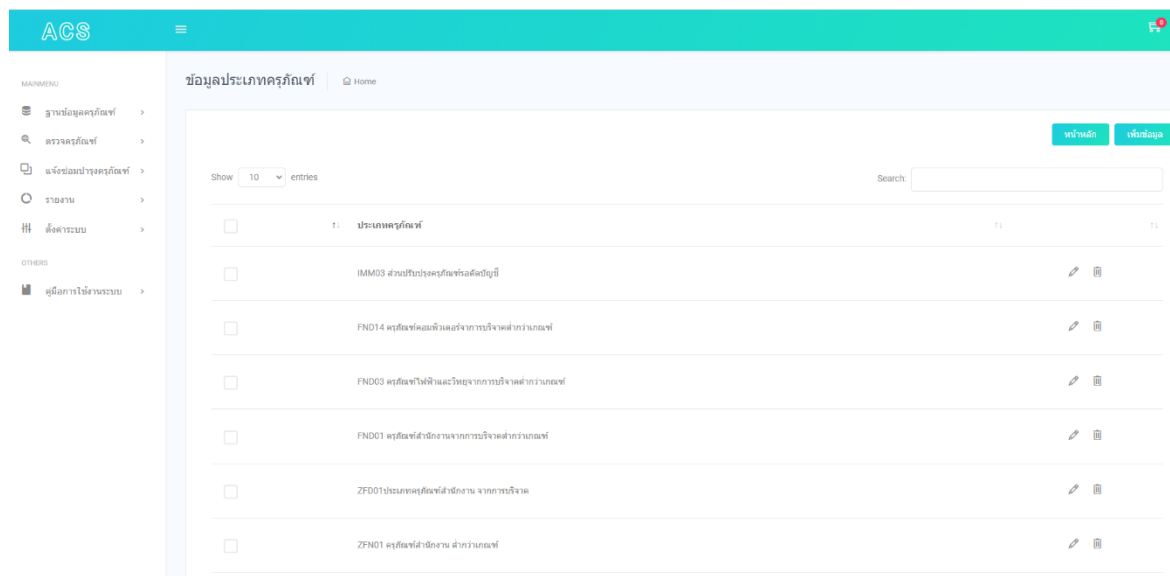 ACS
0
MAINMENU
ฐานข้อมูลครุภัณฑ์
ตรวจครุภัณฑ์
แจ้งซ่อมบำรุงครุภัณฑ์
รายงาน
ตั้งค่าระบบ
OTHERS
คู่มือการใช้งานระบบ
ข้อมูลประเภทครุภัณฑ์ Home
หน้าหลัก เพิ่มข้อมูล
Show 10 entries Search:
ประเภทครุภัณฑ์
IMM03 ส่วนปรับปรุงครุภัณฑ์รอตัดบัญชี
FND14 ครุภัณฑ์คอมพิวเตอร์จาการบริจาคต่ำกว่าเกณฑ์
FND03 ครุภัณฑ์ไฟฟ้าและวิทยุจากการบริจาคต่ำกว่าเกณฑ์
FND01 ครุภัณฑ์สำนักงานจากการบริจาคต่ำกว่าเกณฑ์
ZFD01ประเภทครุภัณฑ์สำนักงาน จากการบริจาค
ZFN01 ครุภัณฑ์สำนักงาน ต่ำกว่าเกณฑ์